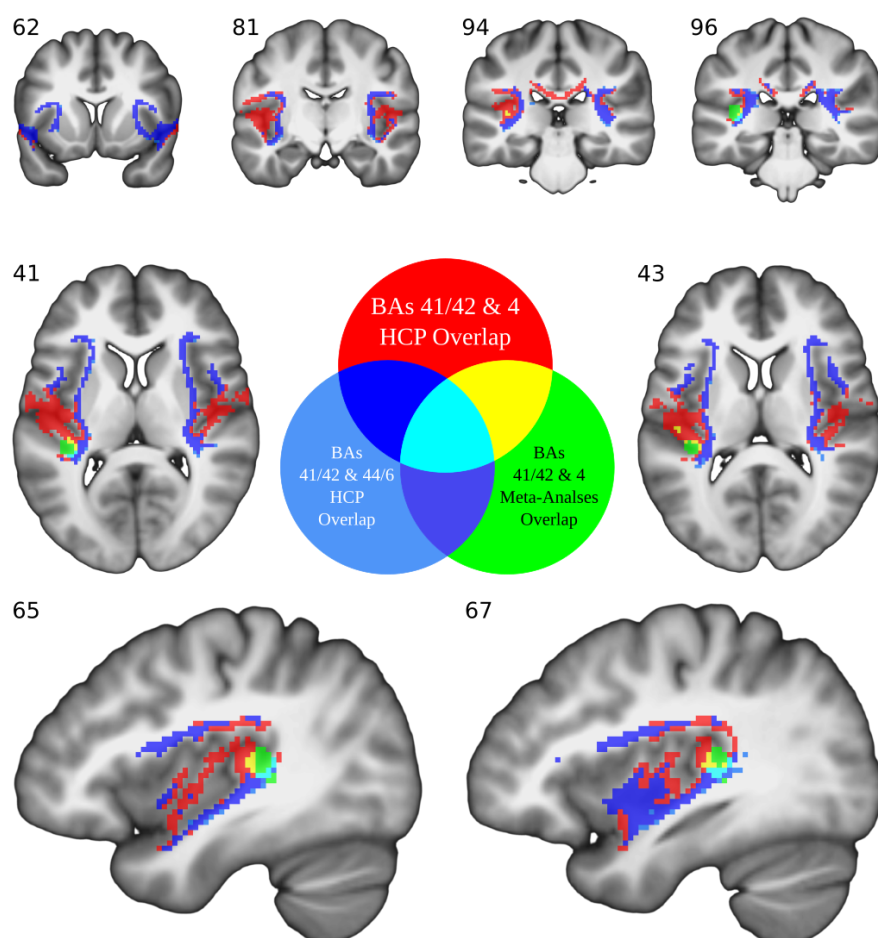 62
81
94
96
41
43
BAs 41/42 & 4
HCP Overlap
BAs
41/42 & 44/6
HCP
Overlap
BAs
41/42 & 4
Meta-Analses
Overlap
65
67